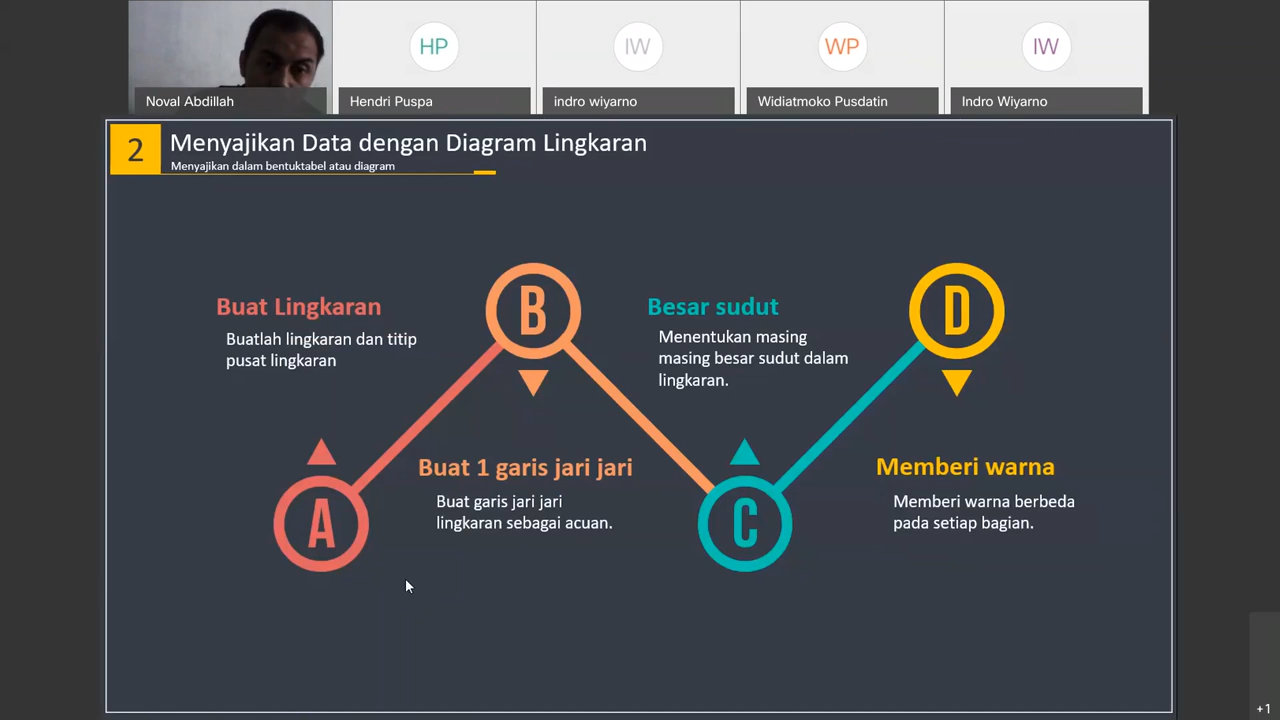 HP
IW
WP
IW
Noval Abdillah
Hendri Puspa
indro wiyarno
Widiatmoko Pusdatin
Indro Wiyarno
2
Menyajikan Data dengan Diagram Lingkaran
Menyajikan dalam bentuktabel atau diagram
Buat Lingkaran
Buatlah lingkaran dan titip
pusat lingkaran
A
B
Buat 1 garis jari jari
Buat garis jari jari
lingkaran sebagai acuan.
Besar sudut
Menentukan masing
masing besar sudut dalam
lingkaran.
C
D
Memberi warna
Memberi warna berbeda
pada setiap bagian.
+1